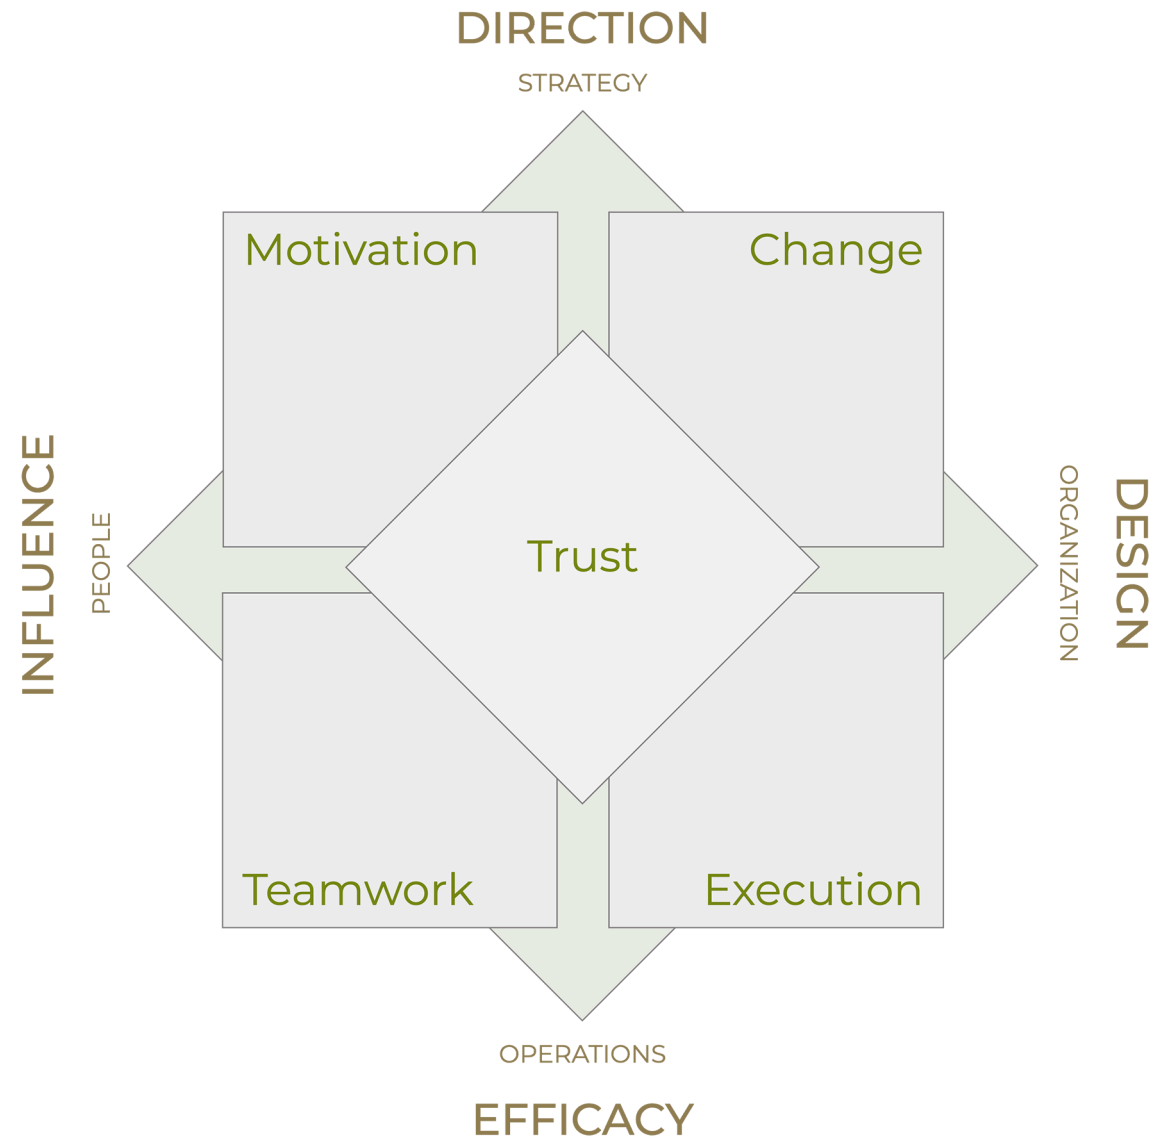 DIRECTION
STRATEGY
Motivation
Change
INFLUENCE
PEOPLE
Trust
ORGANIZATION
DESIGN
Teamwork
Execution
OPERATIONS
EFFICACY